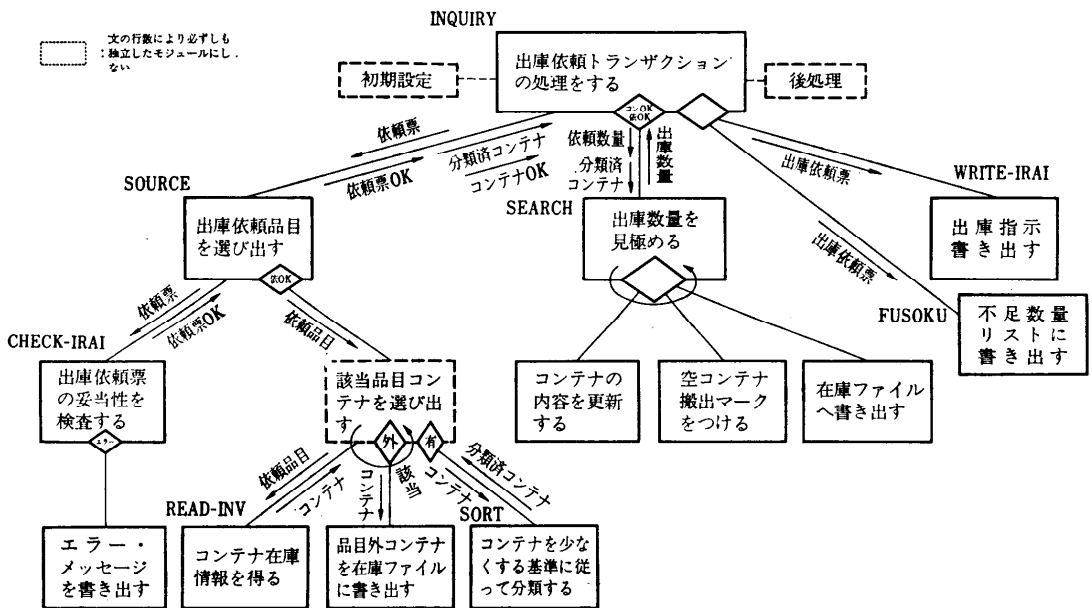 INQUIRY
文の行数により必ずしも
独立したモジュールにし
ない
初期設定
出庫依頼トランザクション
の処理をする
後処理
コンOK
依OK
依頼票
依頼票OK
分類済コンテナ
コンテナOK
依頼数量
分類済
コンテナ
出庫数量
出庫依頼票
出庫依頼票
SOURCE
出庫依頼品目
を選び出す
依OK
SEARCH
出庫数量を
見極める
WRITE-IRAI
出庫指示
書き出す
FUSOKU
不足数量
リストに
書き出す
依頼票
依頼票OK
依頼品目
CHECK-IRAI
出庫依頼票
の妥当性を
検査する
エラー
該当品目コン
テナを選び出
す
外
有
コンテナの
内容を更新
する
空コンテナ
搬出マーク
をつける
在庫ファイル
へ書き出す
依頼品目
コンテナ
コンテナ
該当
コンテナ
分類済コンテナ
READ-INV
SORT
エラー・
メッセージ
を書き出す
コンテナ在庫
情報を得る
品目外コンテナ
を在庫ファイル
に書き出す
コンテナを少な
くする基準に従
って分類する